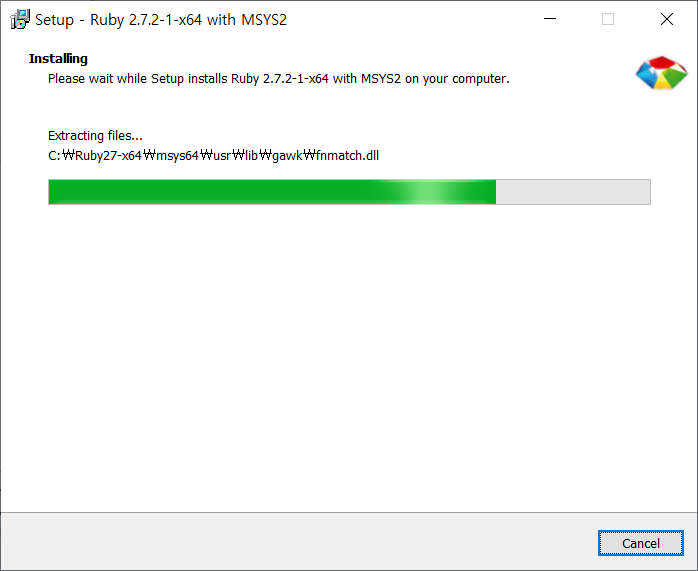 Setup - Ruby 2.7.2-1-x64 with MSYS2
Installing
Please wait while Setup installs Ruby 2.7.2-1-x64 with MSYS2 on your computer.
Extracting files...
C:₩Ruby27-x64₩msys64₩usr₩lib₩gawk₩fnmatch.dll
Cancel